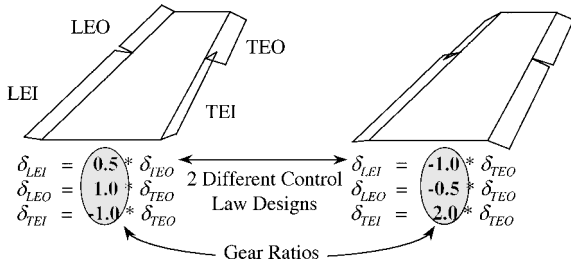 LEO
TEO
LEI
TEI
δLEI = 0.5 * δTEO
δLEO = 1.0 * δTEO
δTEI = -1.0 * δTEO
2 Different Control
Law Designs
δLEI = -1.0 * δTEO
δLEO = -0.5 * δTEO
δTEI = 2.0 * δTEO
Gear Ratios